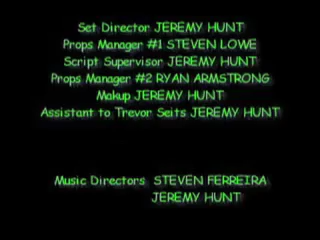 Set Director JEREMY HUNT
Props Manager #1 STEVEN LOWE
Script Supervisor JEREMY HUNT
Props Manager #2 RYAN ARMSTRONG
Makup JEREMY HUNT
Assistant to Trevor Seits JEREMY HUNT
Music Directors STEVEN FERREIRA
JEREMY HUNT